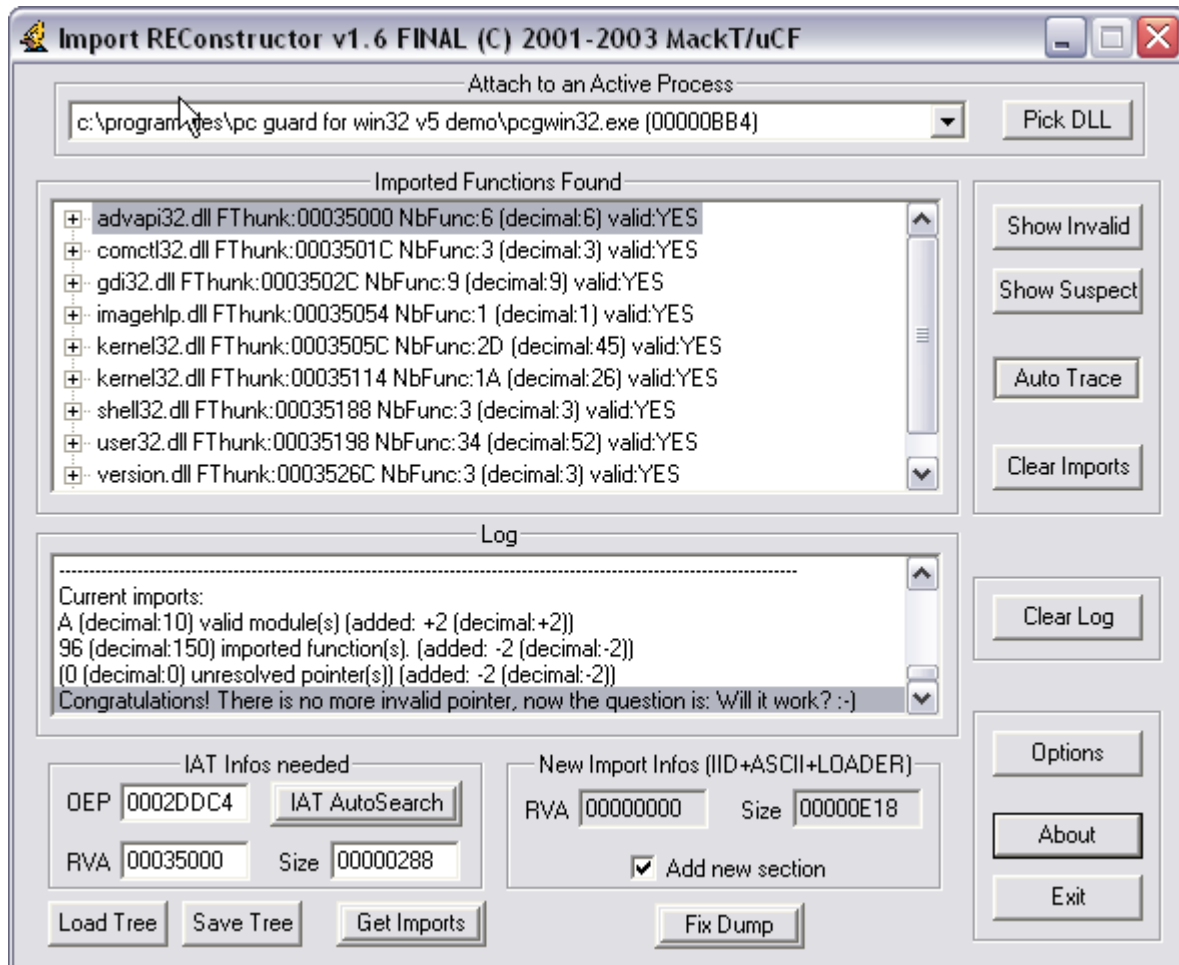 Import REConstructor v1.6 FINAL (C) 2001-2003 MackT/uCF
Attach to an Active Process
c:\program files\pc guard for win32 v5 demo\pcgwin32.exe (00000BB4)
Pick DLL
Imported Functions Found
advapi32.dll FThunk:00035000 NbFunc:6 (decimal:6) valid:YES
comctl32.dll FThunk:0003501C NbFunc:3 (decimal:3) valid:YES
gdi32.dll FThunk:0003502C NbFunc:9 (decimal:9) valid:YES
imagehlp.dll FThunk:00035054 NbFunc:1 (decimal:1) valid:YES
kernel32.dll FThunk:0003505C NbFunc:2D (decimal:45) valid:YES
kernel32.dll FThunk:00035114 NbFunc:1A (decimal:26) valid:YES
shell32.dll FThunk:00035188 NbFunc:3 (decimal:3) valid:YES
user32.dll FThunk:00035198 NbFunc:34 (decimal:52) valid:YES
version.dll FThunk:0003526C NbFunc:3 (decimal:3) valid:YES
Show Invalid
Show Suspect
Auto Trace
Clear Imports
Log
Current imports:
A (decimal:10) valid module(s) (added: +2 (decimal:+2))
96 (decimal:150) imported function(s). (added: -2 (decimal:-2))
(0 (decimal:0) unresolved pointer(s)) (added: -2 (decimal:-2))
Congratulations! There is no more invalid pointer, now the question is: Will it work? :-)
Clear Log
IAT Infos needed
OEP 0002DDC4 IAT AutoSearch
RVA 00035000 Size 00000288
New Import Infos (IID+ASCII+LOADER)
RVA 00000000 Size 00000E18
Add new section
Options
About
Exit
Load Tree
Save Tree
Get Imports
Fix Dump